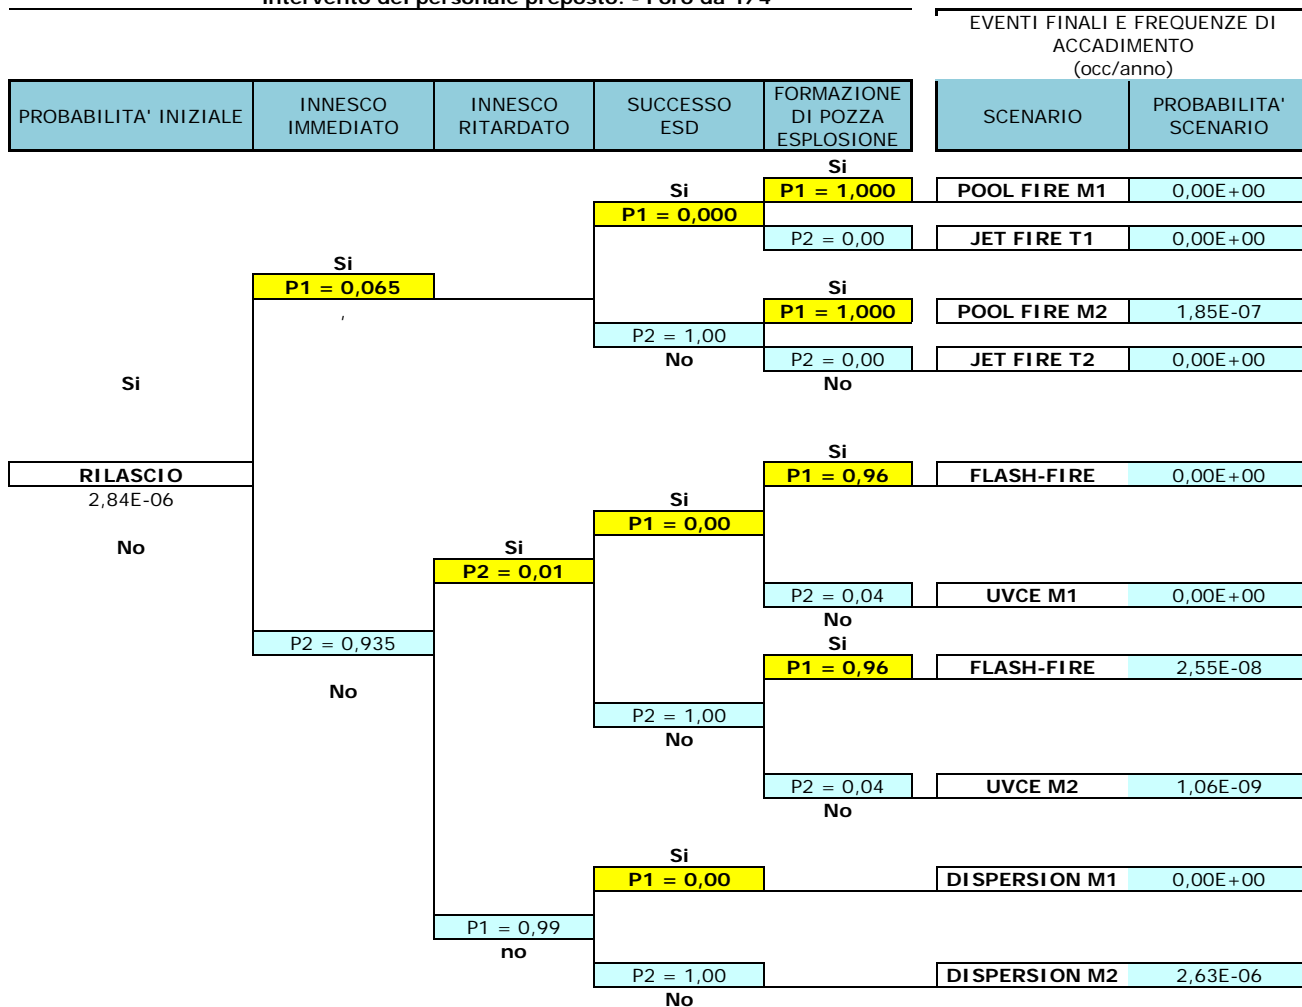 intervento del personale preposto. - Foro da 1/4"
EVENTI FINALI E FREQUENZE DI
ACCADIMENTO
(occ/anno)
PROBABILITA' INIZIALE
INNESCO
IMMEDIATO
INNESCO
RITARDATO
SUCCESSO
ESD
FORMAZIONE
DI POZZA
ESPLOSIONE
SCENARIO
PROBABILITA'
SCENARIO
Si
Si
P1 = 1,000
POOL FIRE M1
0,00E+00
P1 = 0,000
P2 = 0,00
JET FIRE T1
0,00E+00
Si
P1 = 0,065
Si
,
P1 = 1,000
POOL FIRE M2
1,85E-07
P2 = 1,00
No
P2 = 0,00
JET FIRE T2
0,00E+00
Si
No
Si
RILASCIO
P1 = 0,96
FLASH-FIRE
0,00E+00
2,84E-06
Si
P1 = 0,00
No
Si
P2 = 0,01
P2 = 0,04
UVCE M1
0,00E+00
No
P2 = 0,935
Si
P1 = 0,96
FLASH-FIRE
2,55E-08
No
P2 = 1,00
No
P2 = 0,04
UVCE M2
1,06E-09
No
Si
P1 = 0,00
DISPERSION M1
0,00E+00
P1 = 0,99
no
P2 = 1,00
DISPERSION M2
2,63E-06
No